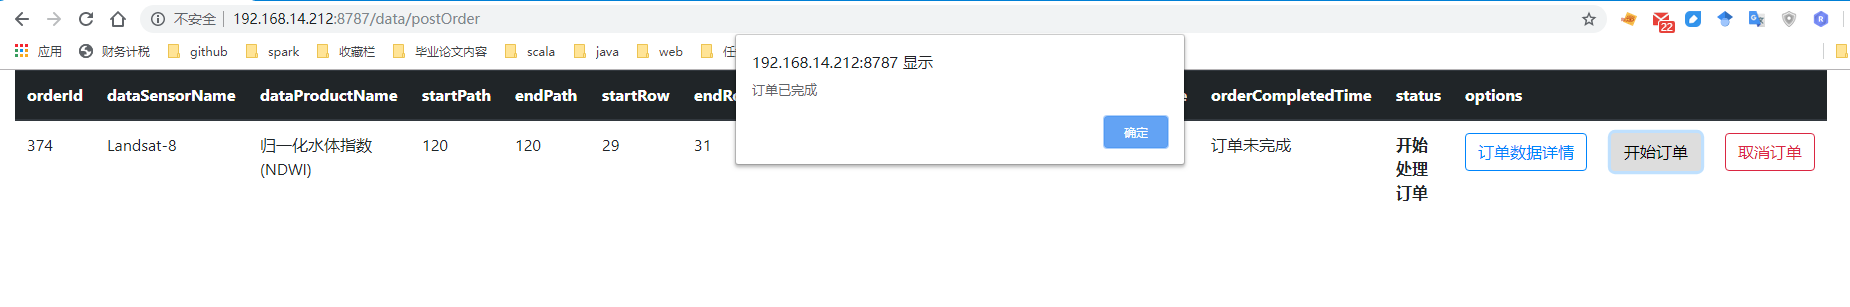 不安全 192.168.14.212:8787/data/postOrder
22
应用 财务计税 github spark 收藏栏 毕业论文内容 scala java web 任
192.168.14.212:8787 显示
订单已完成
确定
orderId dataSensorName dataProductName startPath endPath startRow endRo e orderCompletedTime status options
374 Landsat-8 归一化水体指数 120 120 29 31 订单未完成 开始 订单数据详情 开始订单 取消订单
(NDWI) 处理
订单